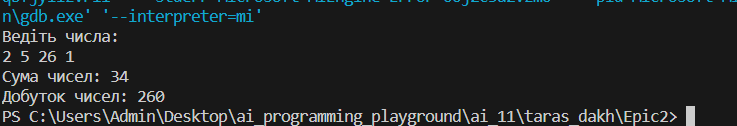 n\gdb.exe' '--interpreter=mi'
Ведіть числа:
2 5 26 1
Сума чисел: 34
Добуток чисел: 260
PS C:\Users\Admin\Desktop\ai_programming_playground\ai_11\taras_dakh\Epic2>